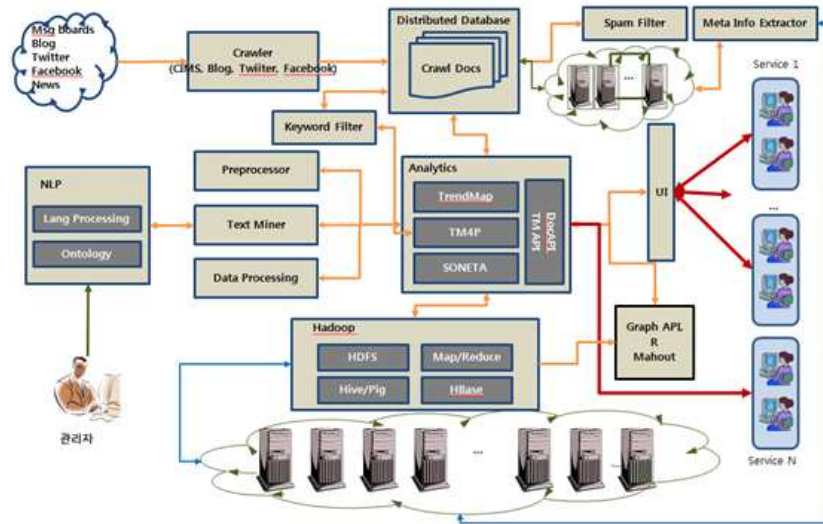 Msg boards
Blog
Twitter
Facebook
News
Crawler
(CIMS, Blog, Twiiter, Facebook)
Distributed Database
Crawl Docs
Spam Filter
Meta Info Extractor
...
Service 1
Keyword Filter
NLP
Lang Processing
Ontology
Preprocessor
Text Miner
Data Processing
Analytics
TrendMap
TM4P
SONETA
DocAPI
TM API
UI
...
Hadoop
HDFS
Map/Reduce
Hive/Pig
HBase
Graph API,
R
Mahout
관리자
...
Service N